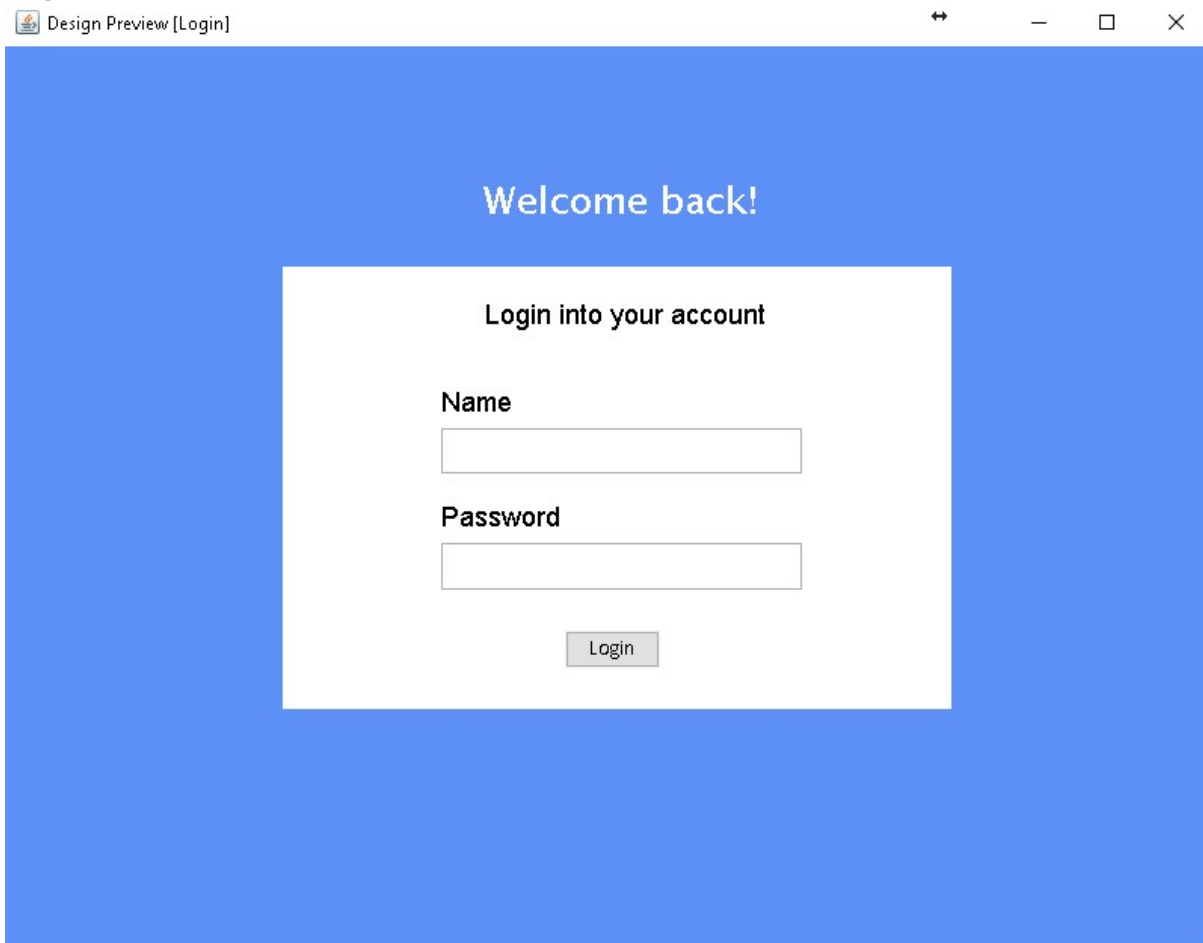 Design Preview [Login]
Welcome back!
Login into your account
Name
Password
Login